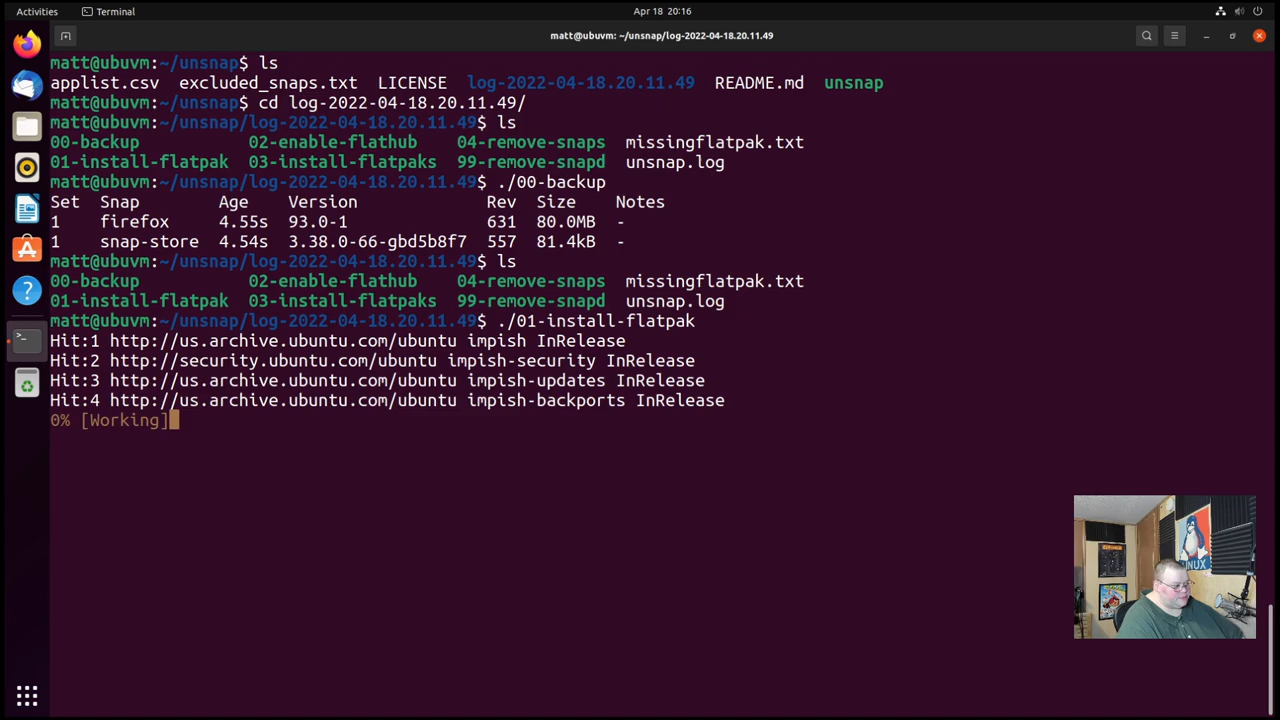 Activities Terminal Apr 18 20:16
matt@ubuvm: ~/unsnap/log-2022-04-18.20.11.49
matt@ubuvm:~/unsnap$ ls
applist.csv excluded_snaps.txt LICENSE log-2022-04-18.20.11.49 README.md unsnap
matt@ubuvm:~/unsnap$ cd log-2022-04-18.20.11.49/
matt@ubuvm:~/unsnap/log-2022-04-18.20.11.49$ ls
00-backup 02-enable-flathub 04-remove-snaps missingflatpak.txt
01-install-flatpak 03-install-flatpaks 99-remove-snapd unsnap.log
matt@ubuvm:~/unsnap/log-2022-04-18.20.11.49$ ./00-backup
Set Snap Age Version Rev Size Notes
1 firefox 4.55s 93.0-1 631 80.0MB -
1 snap-store 4.54s 3.38.0-66-gbd5b8f7 557 81.4kB -
matt@ubuvm:~/unsnap/log-2022-04-18.20.11.49$ ls
00-backup 02-enable-flathub 04-remove-snaps missingflatpak.txt
01-install-flatpak 03-install-flatpaks 99-remove-snapd unsnap.log
matt@ubuvm:~/unsnap/log-2022-04-18.20.11.49$ ./01-install-flatpak
Hit:1 http://us.archive.ubuntu.com/ubuntu impish InRelease
Hit:2 http://security.ubuntu.com/ubuntu impish-security InRelease
Hit:3 http://us.archive.ubuntu.com/ubuntu impish-updates InRelease
Hit:4 http://us.archive.ubuntu.com/ubuntu impish-backports InRelease
0% [Working]